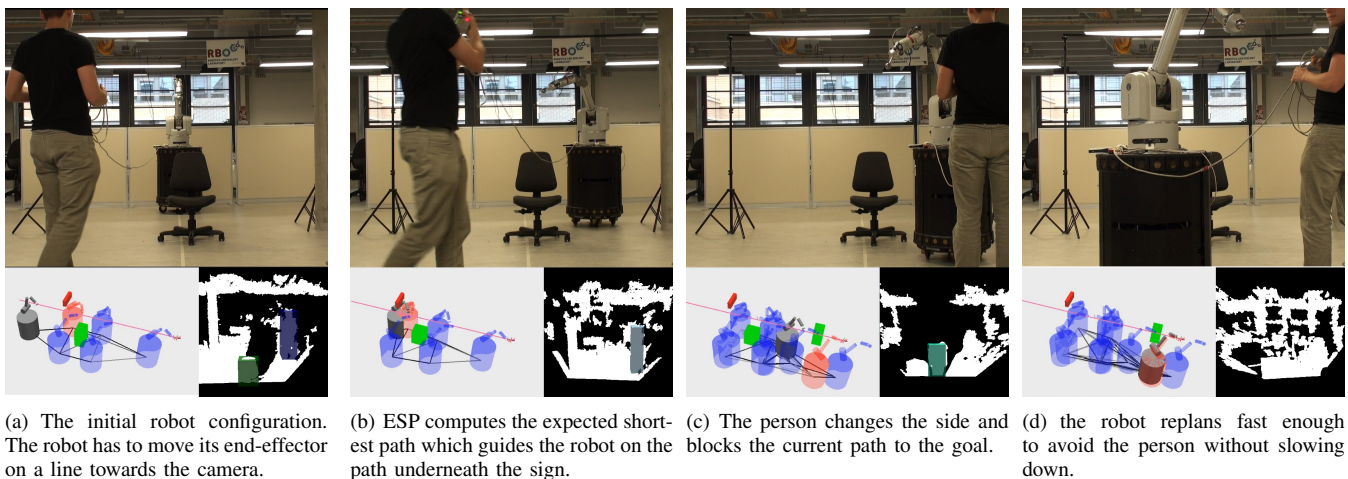 RBO
RBO
RBO
RBO
(a) The initial robot configuration.
The robot has to move its end-effector
on a line towards the camera.
(b) ESP computes the expected short-
est path which guides the robot on the
path underneath the sign.
(c) The person changes the side and
blocks the current path to the goal.
(d) the robot replans fast enough
to avoid the person without slowing
down.